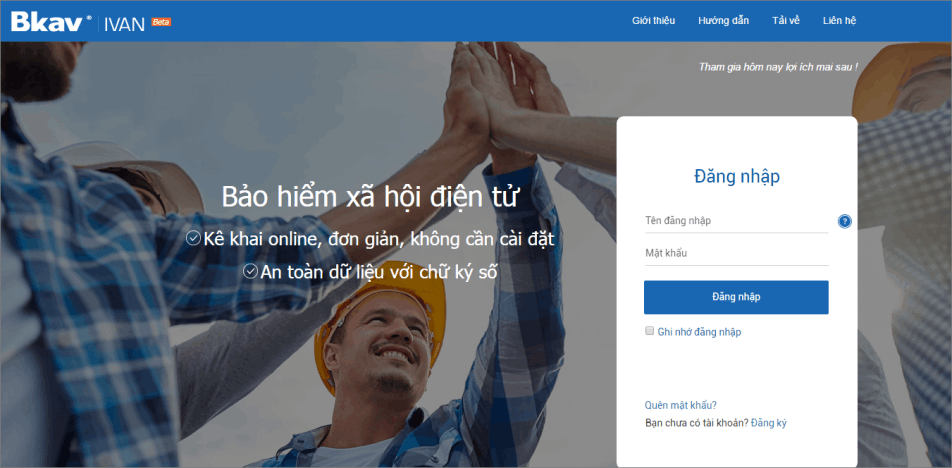 Bkav ® IVAN Beta
Giới thiệu Hướng dẫn Tải về Liên hệ
Tham gia hôm nay lợi ích mai sau !
Bảo hiểm xã hội điện tử
Kê khai online, đơn giản, không cần cài đặt
An toàn dữ liệu với chữ ký số
Đăng nhập
Tên đăng nhập ?
Mật khẩu
Đăng nhập
Ghi nhớ đăng nhập
Quên mật khẩu?
Bạn chưa có tài khoản? Đăng ký